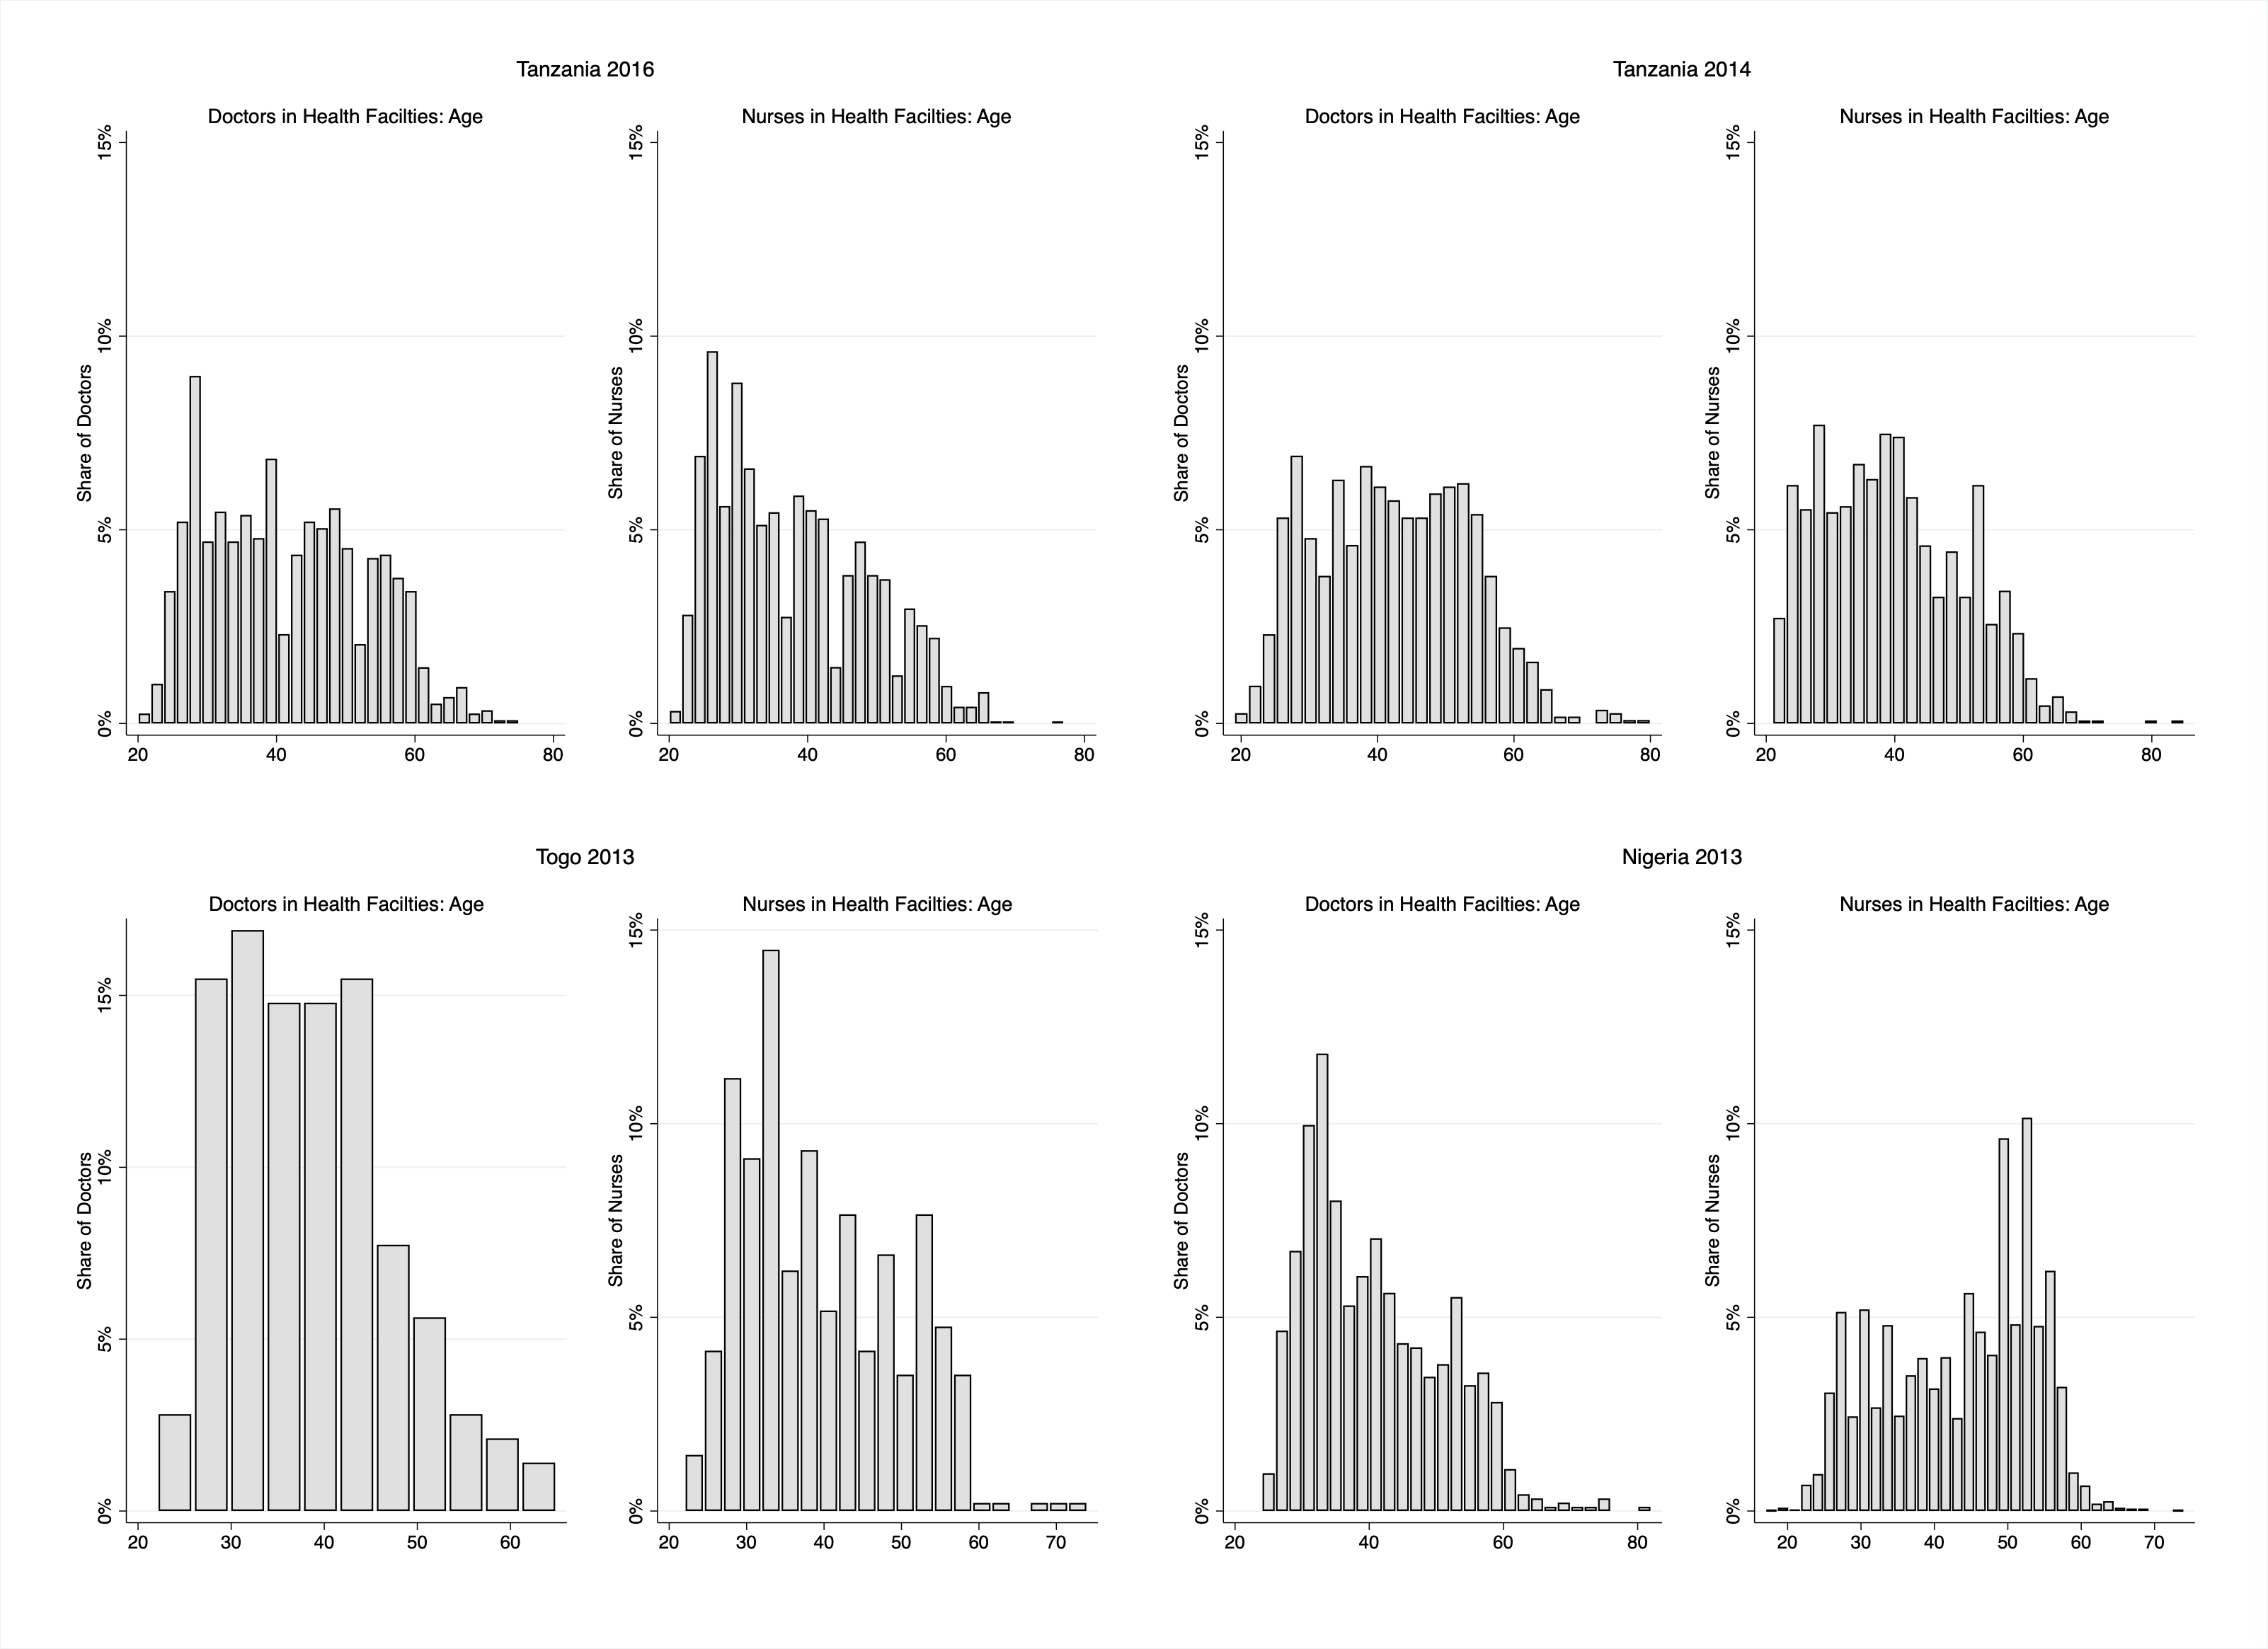 Tanzania 2016
Doctors in Health Facilties: Age
Share of Doctors
15%
10%
5%
0%
20 40 60 80
Nurses in Health Facilties: Age
Share of Nurses
15%
10%
5%
0%
20 40 60 80
Tanzania 2014
Doctors in Health Facilties: Age
Share of Doctors
15%
10%
5%
0%
20 40 60 80
Nurses in Health Facilties: Age
Share of Nurses
15%
10%
5%
0%
20 40 60 80
Togo 2013
Doctors in Health Facilties: Age
Share of Doctors
15%
10%
5%
0%
20 30 40 50 60
Nurses in Health Facilties: Age
Share of Nurses
15%
10%
5%
0%
20 30 40 50 60 70
Nigeria 2013
Doctors in Health Facilties: Age
Share of Doctors
15%
10%
5%
0%
20 40 60 80
Nurses in Health Facilties: Age
Share of Nurses
15%
10%
5%
0%
20 30 40 50 60 70